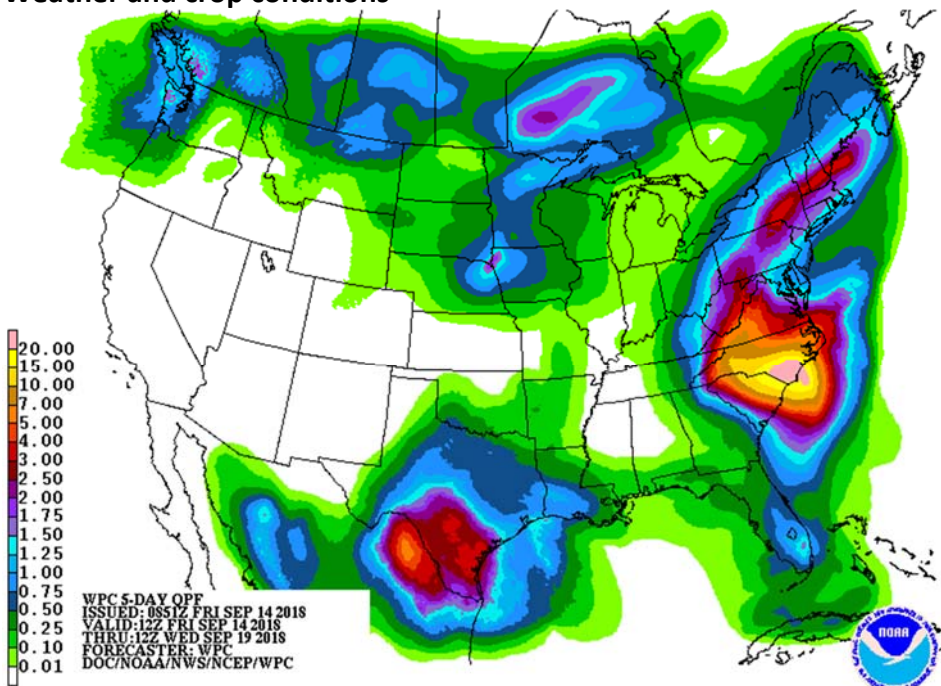 Weather and crop conditions
20.00
15.00
10.00
7.00
5.00
4.00
3.00
2.50
2.00
1.75
1.50
1.25
1.00
0.75
0.50
0.25
0.10
0.01
WPC 5-DAY QPF
ISSUED: 0851Z FRI SEP 14 2018
VALID:12Z FRI SEP 14 2018
THRU:12Z WED SEP 19 2018
FORECASTER: WPC
DOC/NOAA/NWS/NCEP/WPC
NOAA